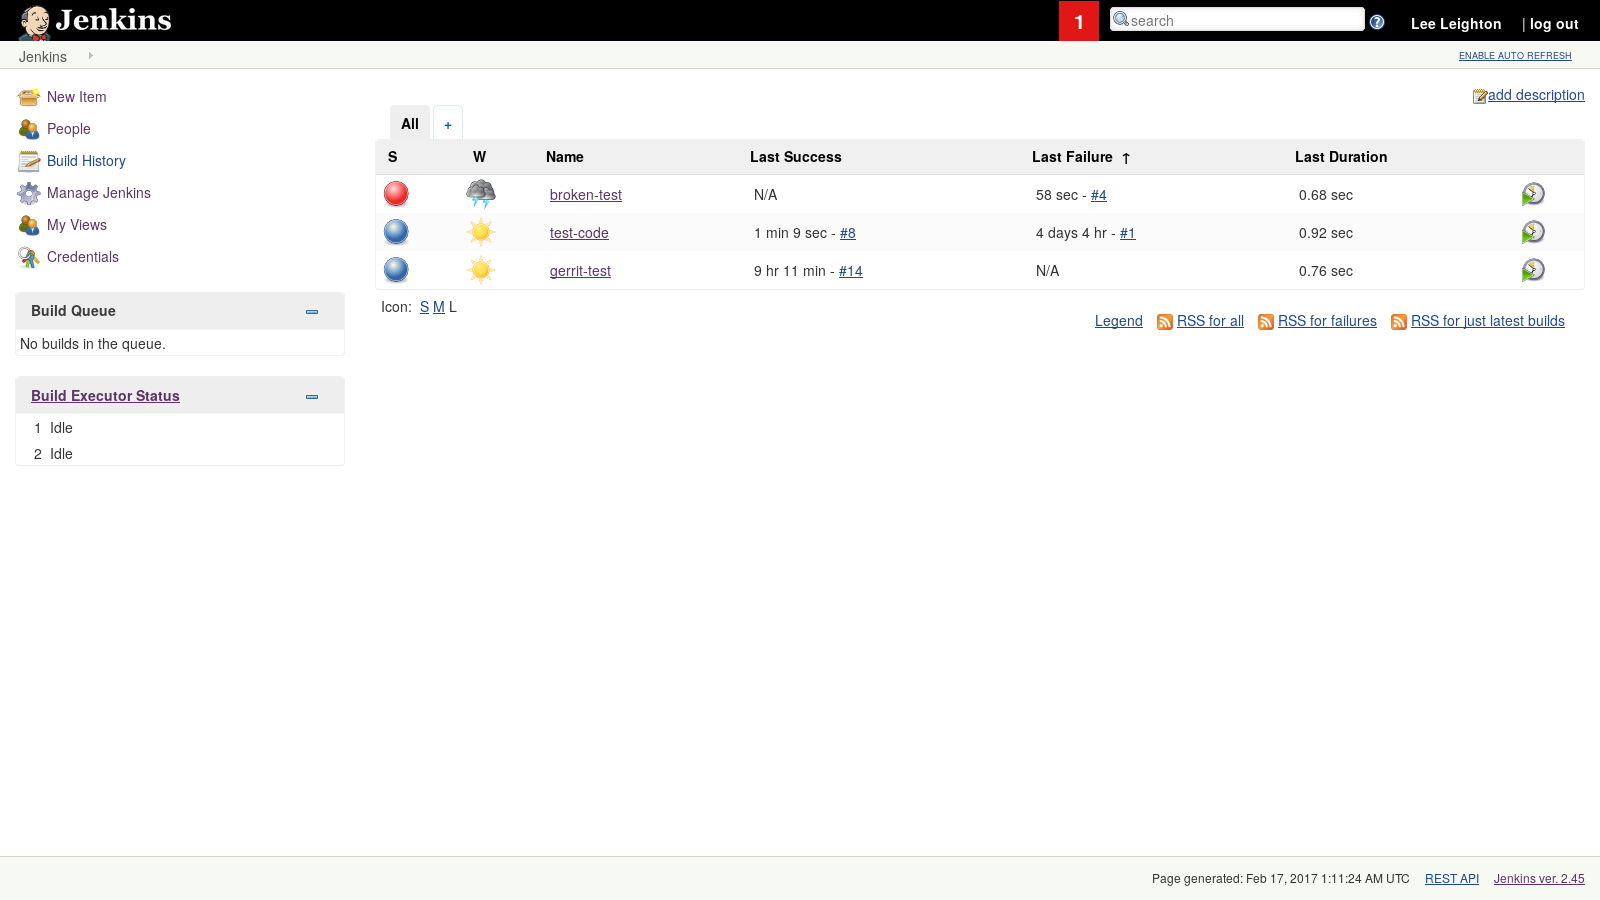 Jenkins
1
search
Lee Leighton
| log out
Jenkins
ENABLE AUTO REFRESH
New Item
People
Build History
Manage Jenkins
My Views
Credentials
Build Queue
No builds in the queue.
Build Executor Status
1 Idle
2 Idle
add description
All +
S W Name Last Success Last Failure ↑ Last Duration
broken-test N/A 58 sec - #4 0.68 sec
test-code 1 min 9 sec - #8 4 days 4 hr - #1 0.92 sec
gerrit-test 9 hr 11 min - #14 N/A 0.76 sec
Icon: S M L
Legend RSS for all RSS for failures RSS for just latest builds
Page generated: Feb 17, 2017 1:11:24 AM UTC REST API Jenkins ver. 2.45